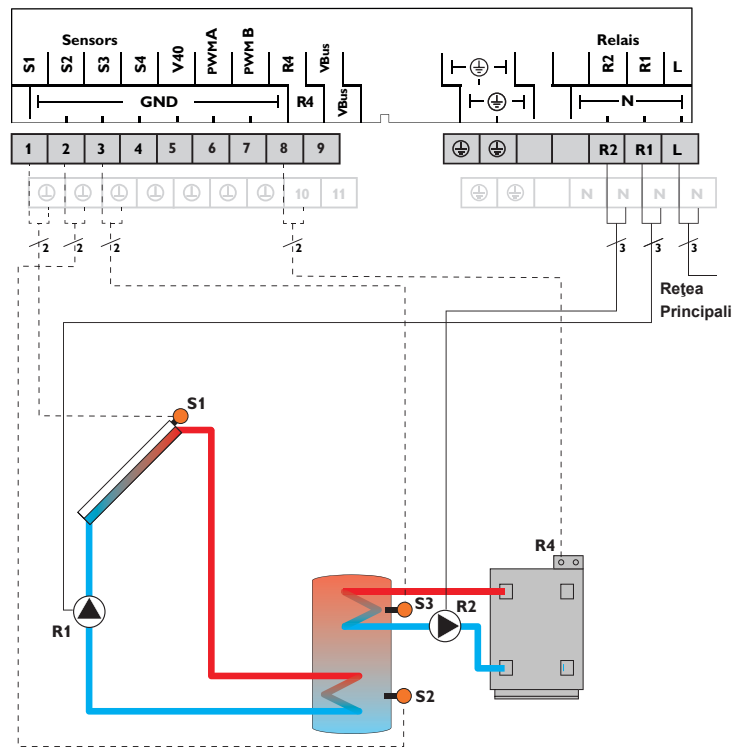 Sensors
Relais
S1 S2 S3 S4 V40 PWMA PWM B R4 VBus
R2 R1 L
GND R4 VBus
N
1 2 3 4 5 6 7 8 9
R2 R1 L
10 11
N N N N
2 2 2 2
3 3 3
Reţea
Principali
S1
R4
S3
R2
R1
S2